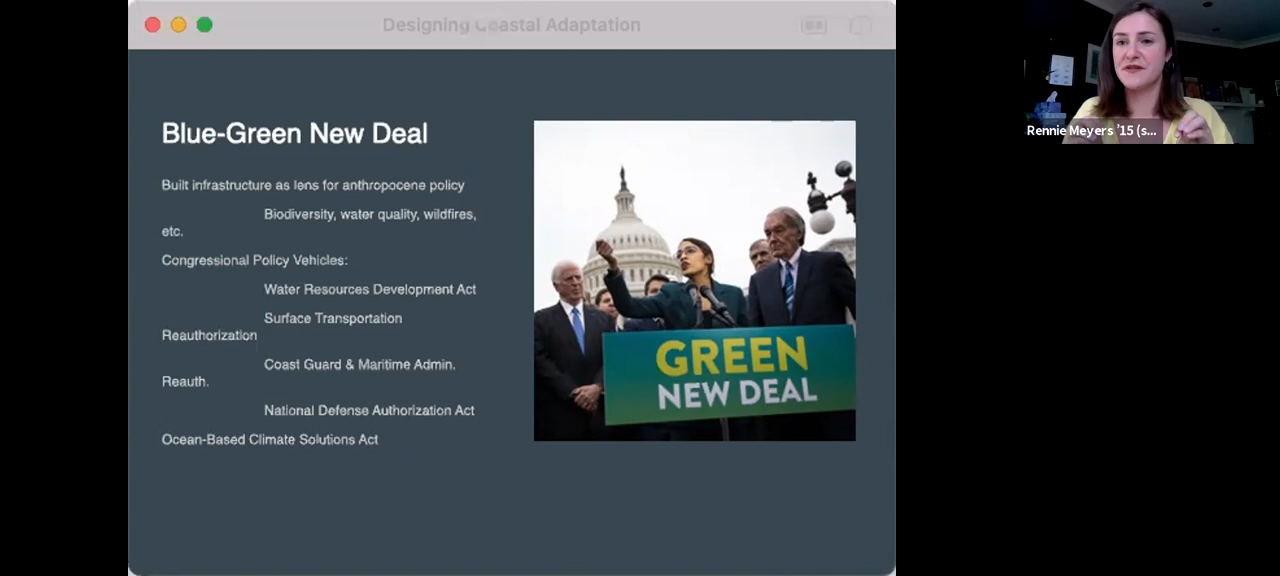 Designing Coastal Adaptation
Blue-Green New Deal
Built infrastructure as lens for anthropocene policy
Biodiversity, water quality, wildfires,
etc.
Congressional Policy Vehicles:
Water Resources Development Act
Surface Transportation
Reauthorization
Coast Guard & Maritime Admin.
Reauth.
National Defense Authorization Act
Ocean-Based Climate Solutions Act
GREEN
NEW DEAL
Rennie Meyers '15 (s...